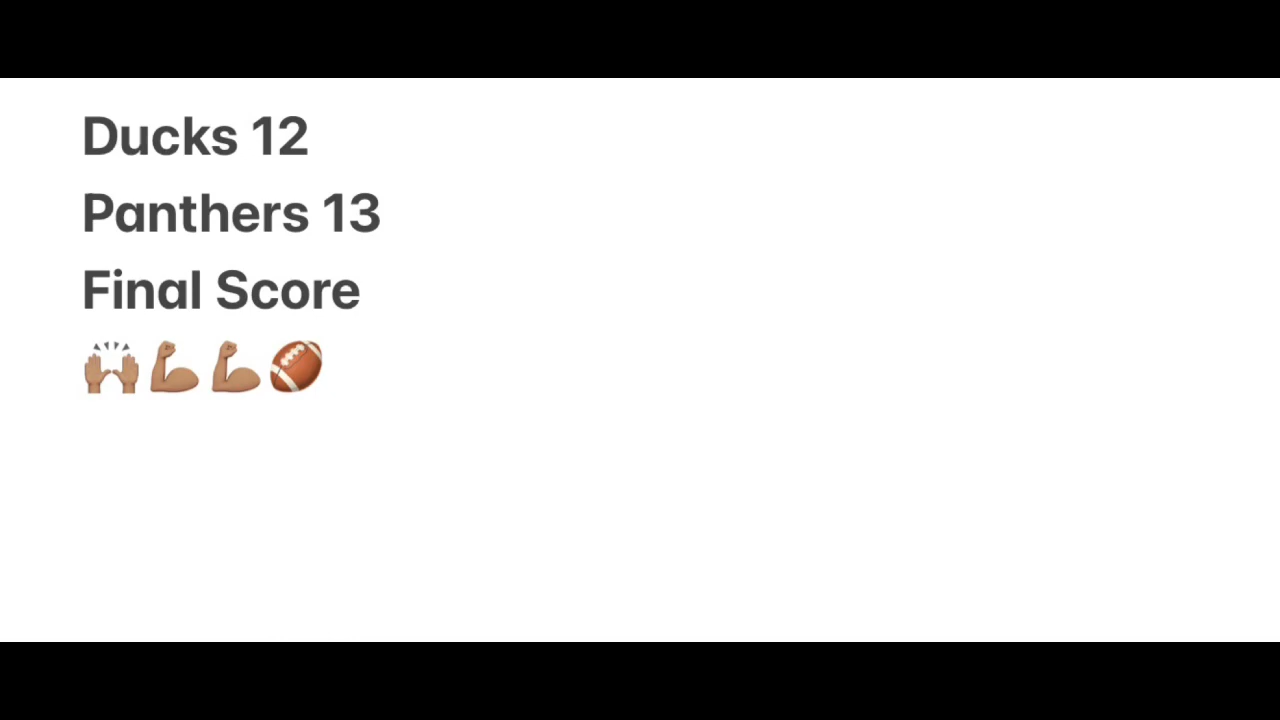 Ducks 12
Panthers 13
Final Score
🙌🏽💪🏽💪🏽🏈